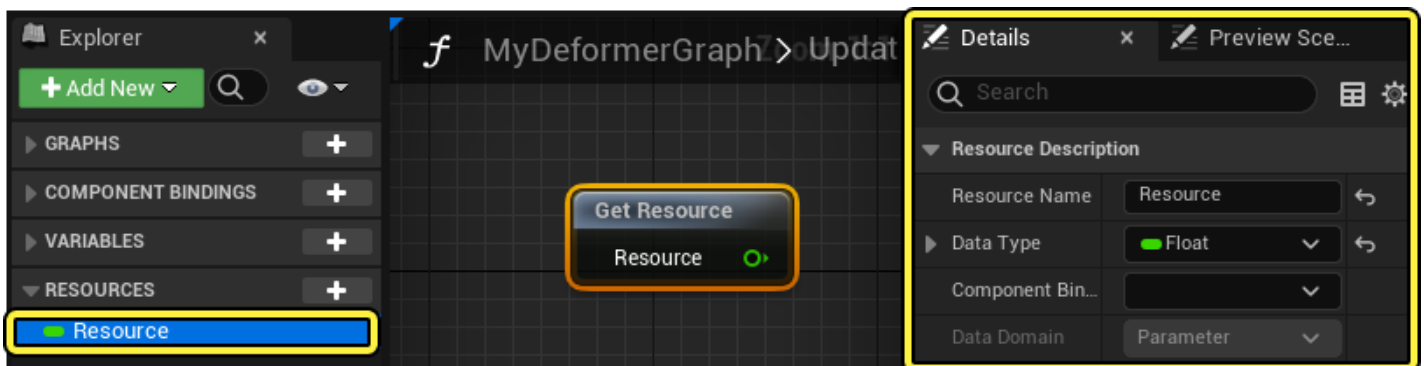 Explorer
Add New
GRAPHS
COMPONENT BINDINGS
VARIABLES
RESOURCES
Resource
MyDeformerGraph > Updat
Get Resource
Resource
Details
Preview Sce...
Search
Resource Description
Resource Name
Resource
Data Type
Float
Component Bin...
Data Domain
Parameter